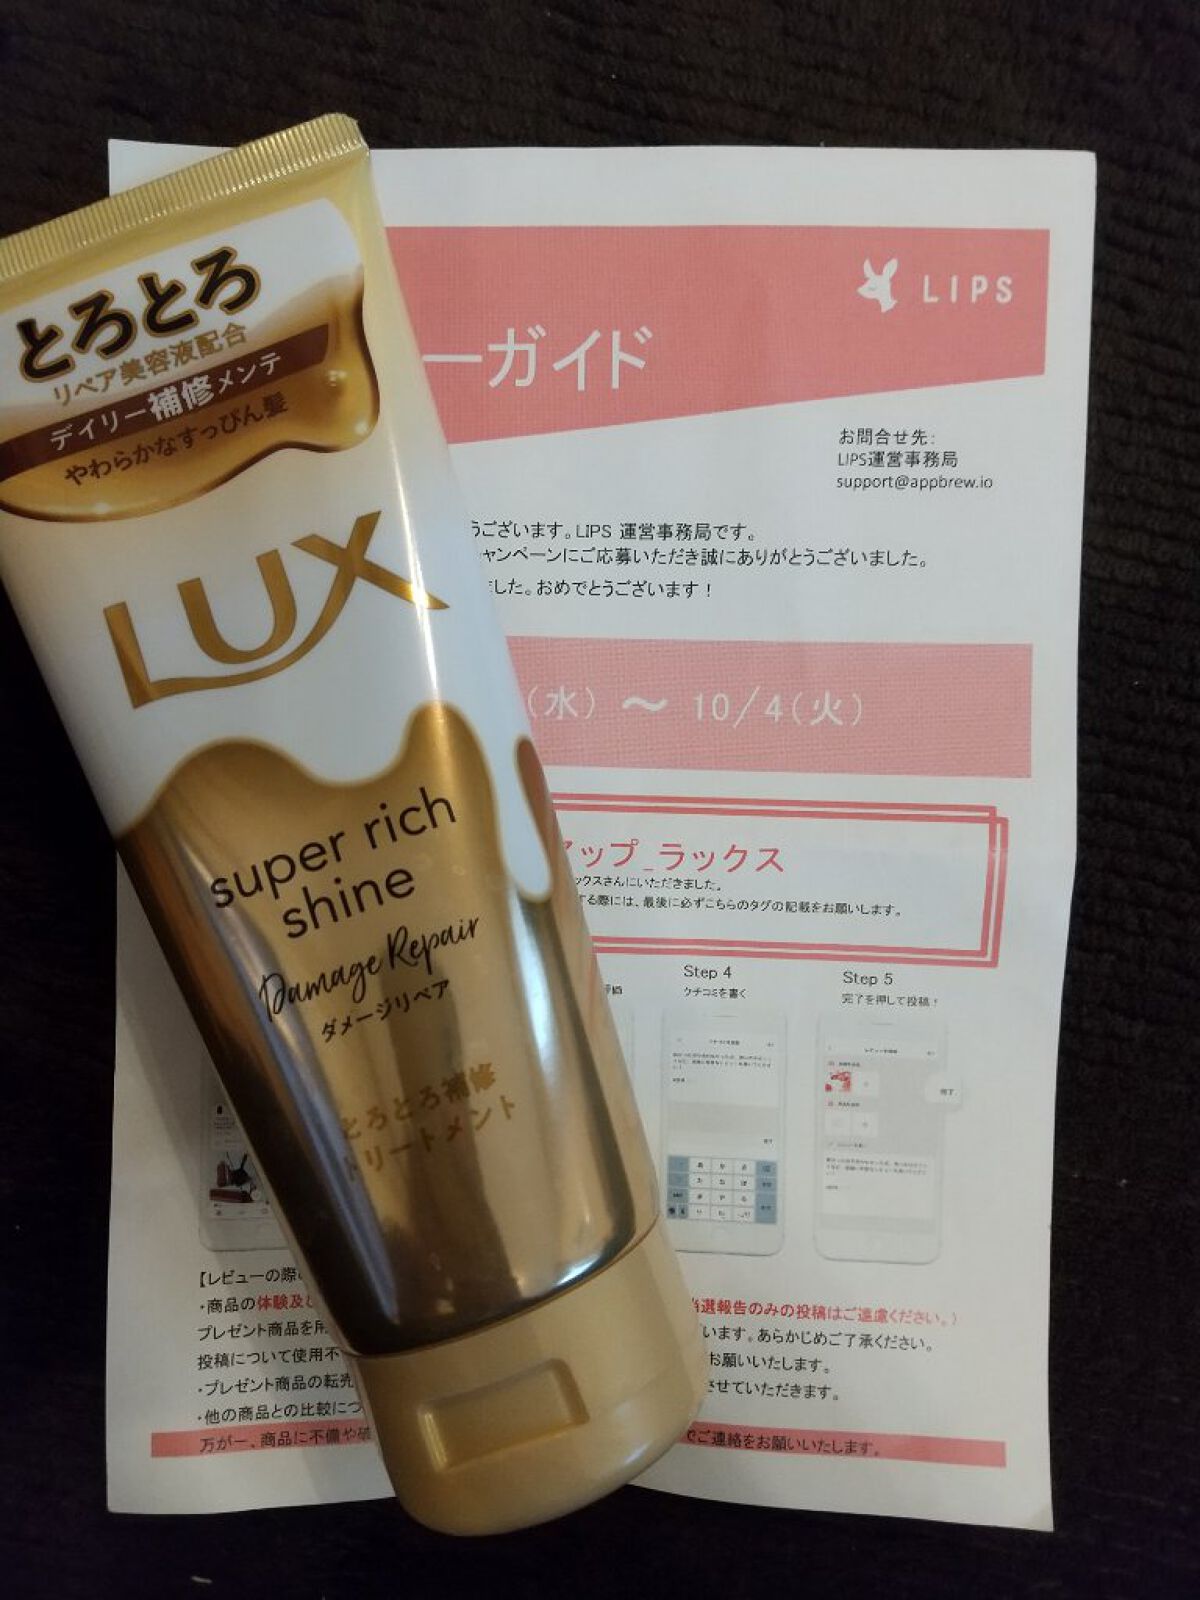 とろとろ
リペア美容液配合
デイリー補修メンテ
やわらかなすっぴん髪
LUX
super rich
shine
Damage Repair
ダメージリペア
とろとろ補修
トリートメント
LIPS
ーガイド
お問合せ先:
LIPS運営事務局
support@appbrew.io
うございます。LIPS 運営事務局です。
キャンペーンにご応募いただき誠にありがとうございました。
ました。おめでとうございます！
(水) ～ 10/4(火)
アップ_ラックス
ックスさんにいただきました。
する際には、最後に必ずこちらのタグの記載をお願いします。
Step 4
クチコミを書く
Step 5
完了を押して投稿！
完了
【レビューの際
・商品の体験及び
当選報告のみの投稿はご遠慮ください。)
プレゼント商品を用
います。あらかじめご了承ください。
投稿について使用不
お願いいたします。
・プレゼント商品の転売
させていただきます。
・他の商品との比較につ
万が一、商品に不備や破
でご連絡をお願いいたします。